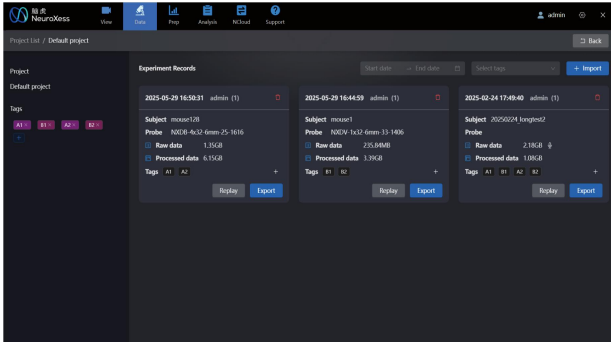 脑虎
NeuroXess
View
Data
Prep
Analysis
NCloud
Support
admin
Project List / Default project
Back
Project
Default project
Tags
A1 × B1 × A2 × B2 ×
+
Experiment Records
Start date → End date
Select tags
+ Import
2025-05-29 16:50:31 admin (1)
Subject mouse128
Probe NXDB-4x32-6mm-25-1616
Raw data 1.35GB
Processed data 6.15GB
Tags A1 A2 +
Replay Export
2025-05-29 16:44:59 admin (1)
Subject mouse1
Probe NXDV-1x32-6mm-33-1406
Raw data 235.84MB
Processed data 3.39GB
Tags B1 B2 +
Replay Export
2025-02-24 17:49:40 admin (1)
Subject 20250224_longtest2
Probe
Raw data 2.18GB
Processed data 1.08GB
Tags A1 B1 A2 B2 +
Replay Export